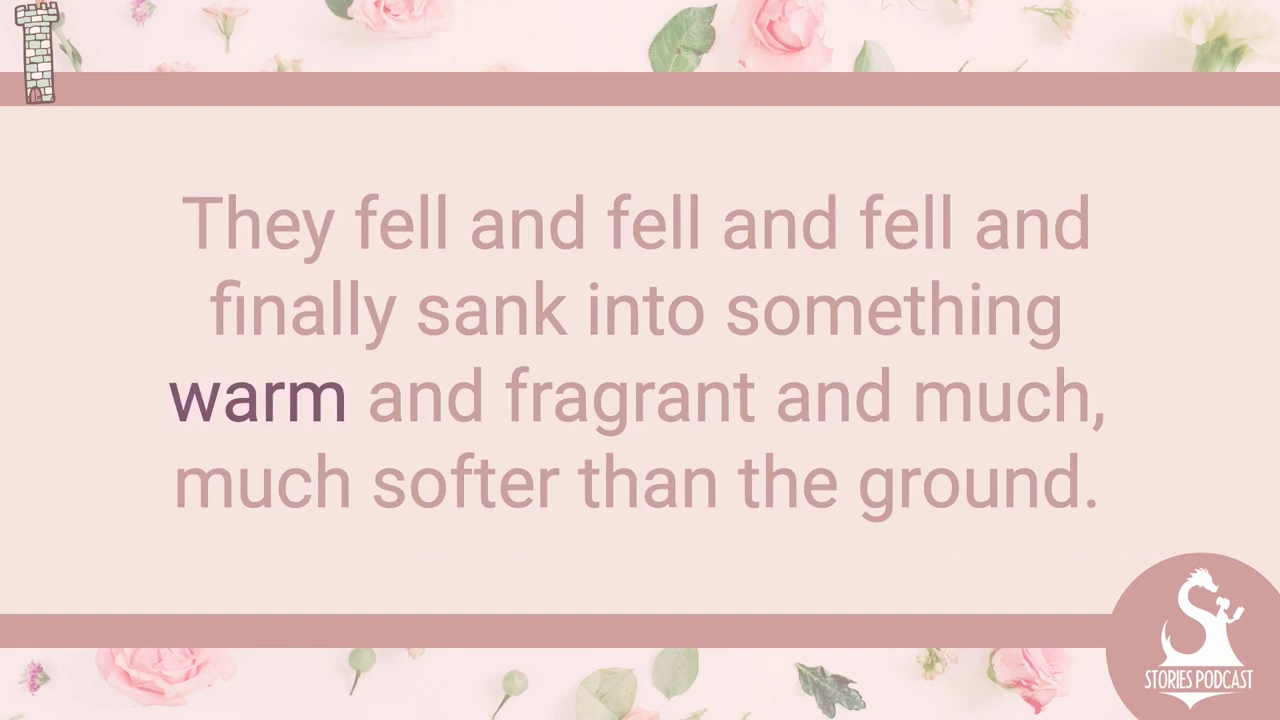 They fell and fell and fell and
finally sank into something
warm and fragrant and much,
much softer than the ground.
STORIES PODCAST